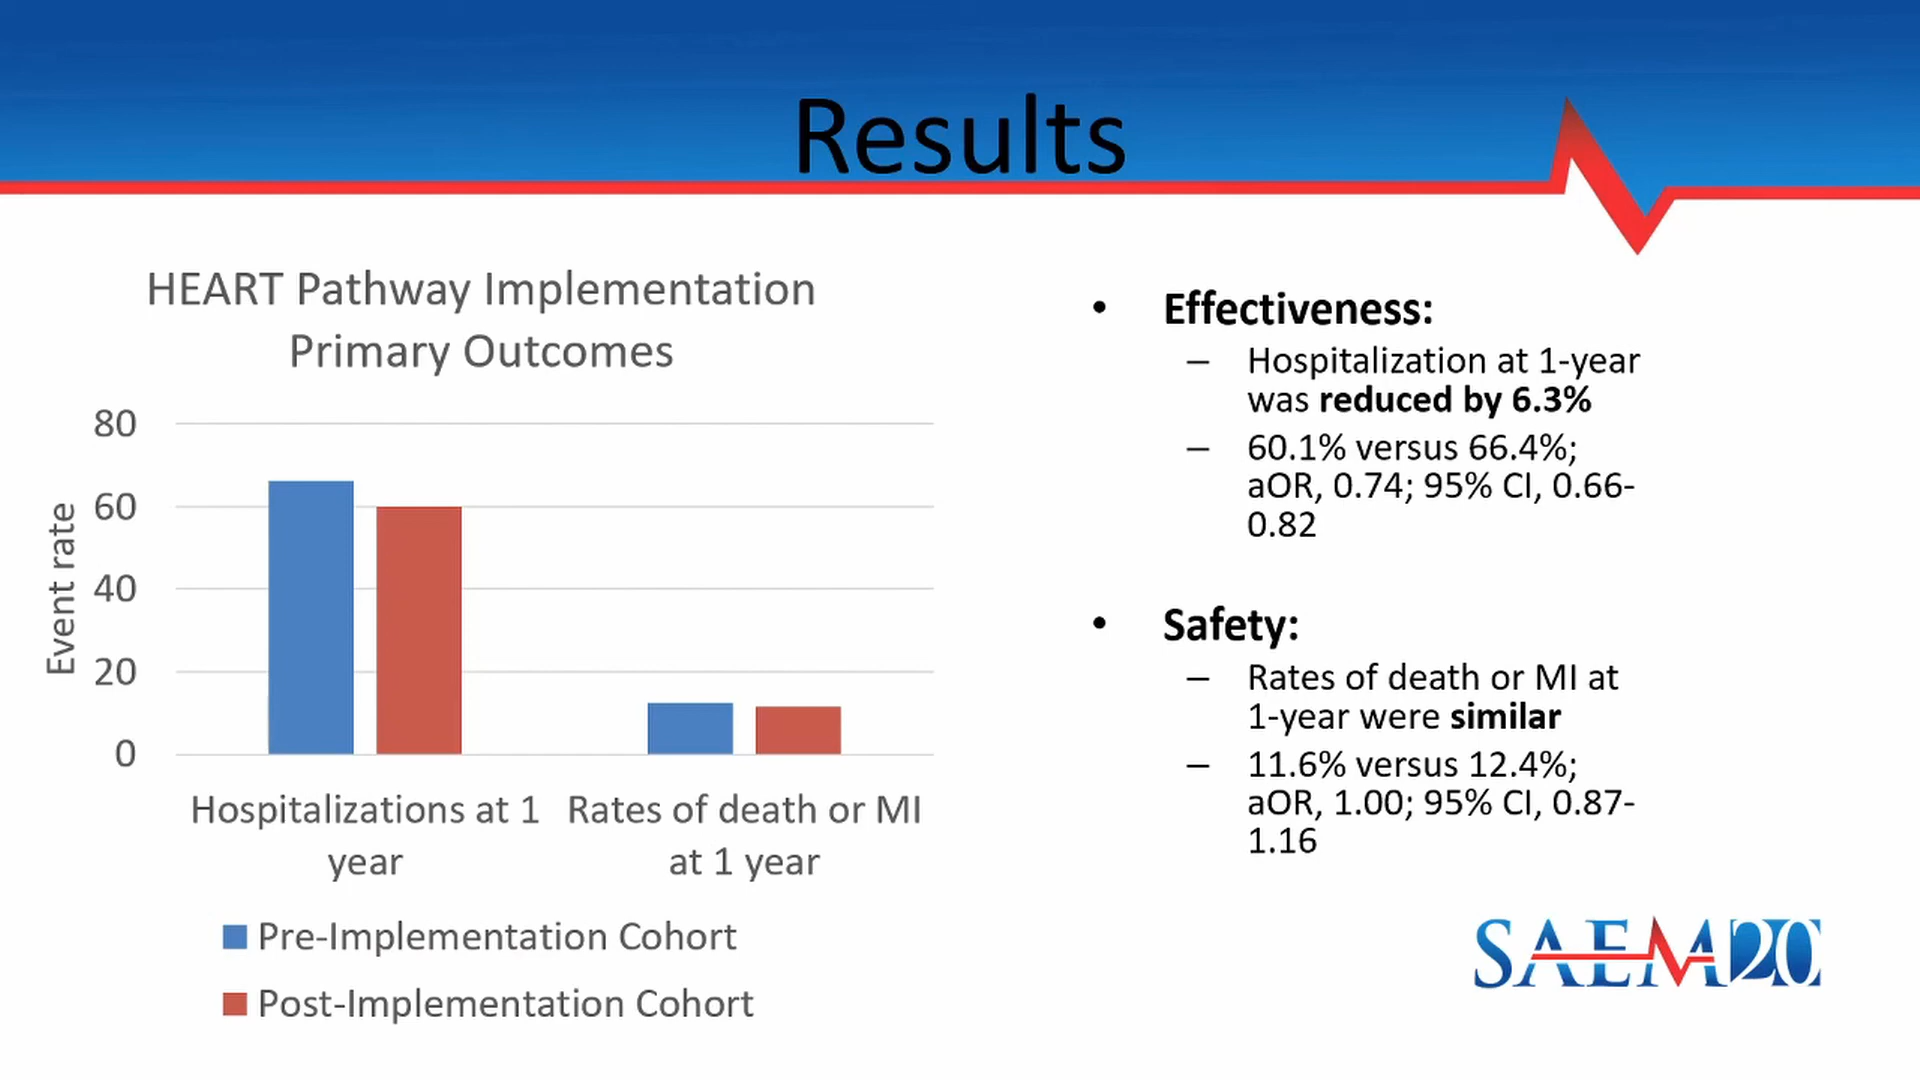 Results
HEART Pathway Implementation
Primary Outcomes
80
60
40
20
0
Event rate
Hospitalizations at 1
year
Rates of death or MI
at 1 year
Pre-Implementation Cohort
Post-Implementation Cohort
• Effectiveness:
– Hospitalization at 1-year
was reduced by 6.3%
– 60.1% versus 66.4%;
aOR, 0.74; 95% CI, 0.66-
0.82
• Safety:
– Rates of death or MI at
1-year were similar
– 11.6% versus 12.4%;
aOR, 1.00; 95% CI, 0.87-
1.16
SAEM20